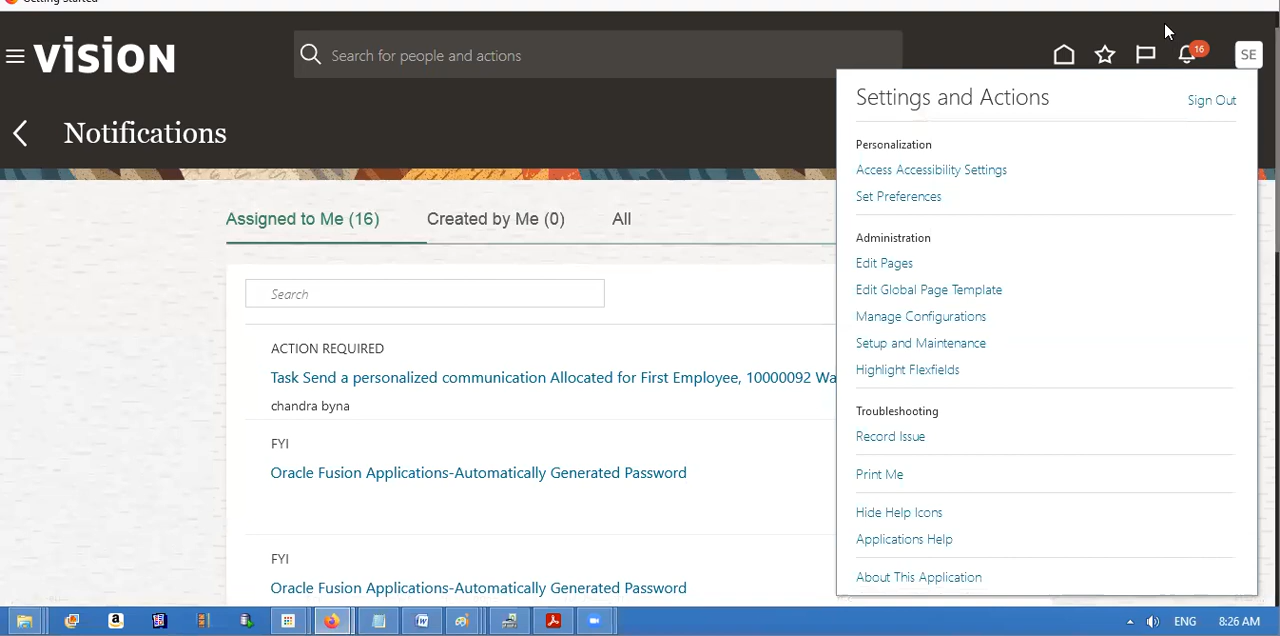 Getting Started
VISION
Search for people and actions
16
SE
Settings and Actions
Sign Out
Notifications
Personalization
Access Accessibility Settings
Set Preferences
Assigned to Me (16)
Created by Me (0)
All
Administration
Edit Pages
Edit Global Page Template
Manage Configurations
Setup and Maintenance
Highlight Flexfields
Search
ACTION REQUIRED
Task Send a personalized communication Allocated for First Employee, 10000092 Wa
chandra byna
Troubleshooting
Record Issue
FYI
Oracle Fusion Applications-Automatically Generated Password
Print Me
Hide Help Icons
Applications Help
FYI
Oracle Fusion Applications-Automatically Generated Password
About This Application
ENG
8:26 AM